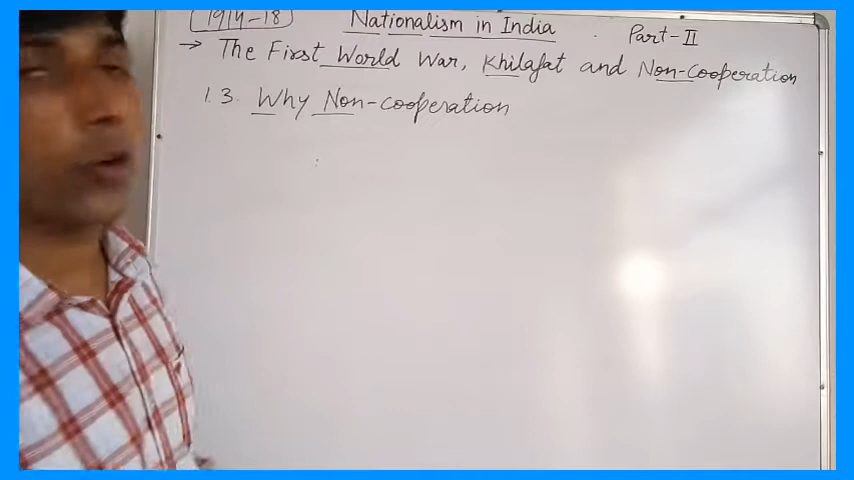 1914-18 Nationalism in India . Part-II
→ The First World War, Khilafat and Non-Cooperation
1.3. Why Non-cooperation